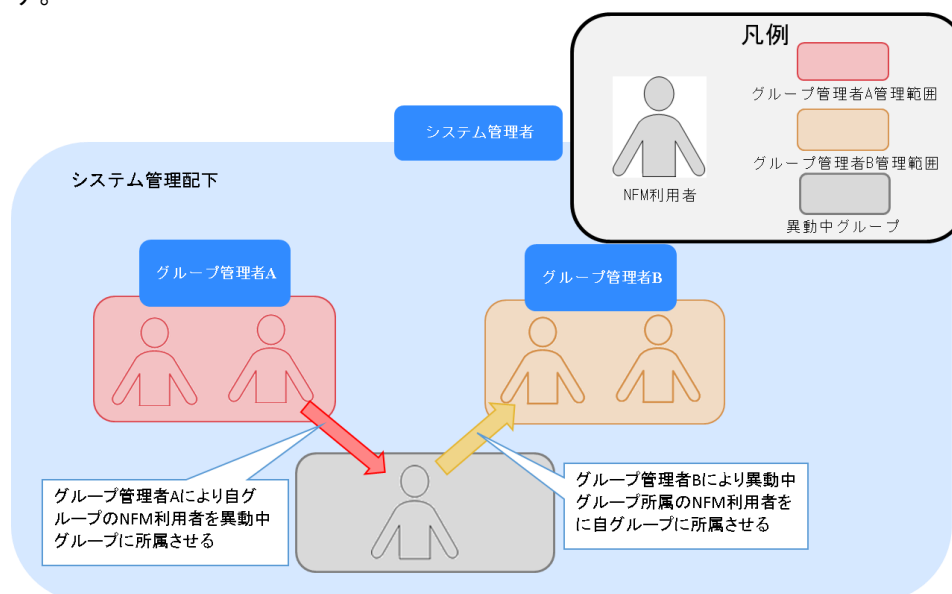 す。
凡例
グループ管理者A管理範囲
グループ管理者B管理範囲
NFM利用者
異動中グループ
システム管理者
システム管理配下
グループ管理者A
グループ管理者B
グループ管理者Aにより自グ
ループのNFM利用者を異動中
グループに所属させる
グループ管理者Bにより異動中
グループ所属のNFM利用者を
に自グループに所属させる